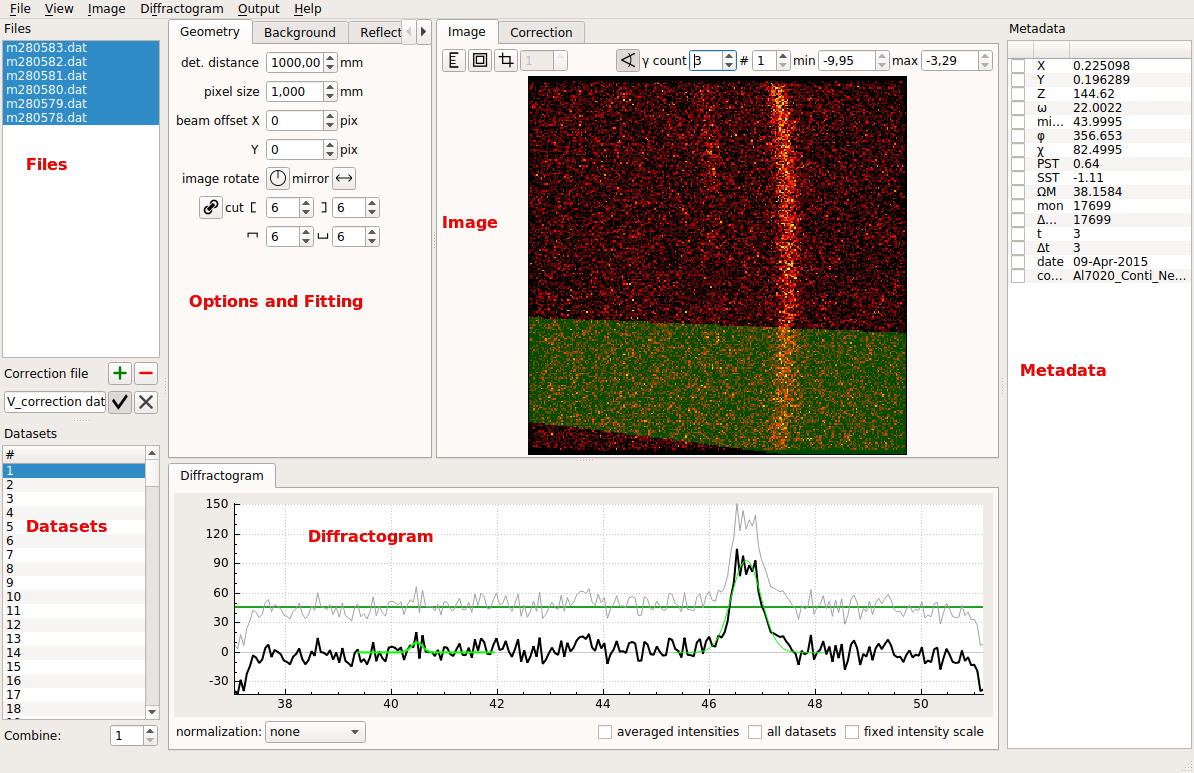 File View Image Diffractogram Output Help
Files
m280583.dat
m280582.dat
m280581.dat
m280580.dat
m280579.dat
m280578.dat
Files
Correction file
V_correction dat
Datasets
#
1
2
3
4
5
6
7
8
9
10
11
12
13
14
15
16
17
18
Datasets
Combine: 1
Geometry Background Reflect
det. distance 1000,00 mm
pixel size 1,000 mm
beam offset X 0 pix
Y 0 pix
image rotate mirror
cut 6 6
6 6
Options and Fitting
Image Correction
1 γ count 3 # 1 min -9,95 max -3,29
Image
Diffractogram
150
120
90
60
30
0
-30
38 40 42 44 46 48 50
Diffractogram
normalization: none averaged intensities all datasets fixed intensity scale
Metadata
X 0.225098
Y 0.196289
Z 144.62
ω 22.0022
mi... 43.9995
φ 356.653
χ 82.4995
PST 0.64
SST -1.11
ΩM 38.1584
mon 17699
Δ... 17699
t 3
Δt 3
date 09-Apr-2015
co... Al7020_Conti_Ne...
Metadata